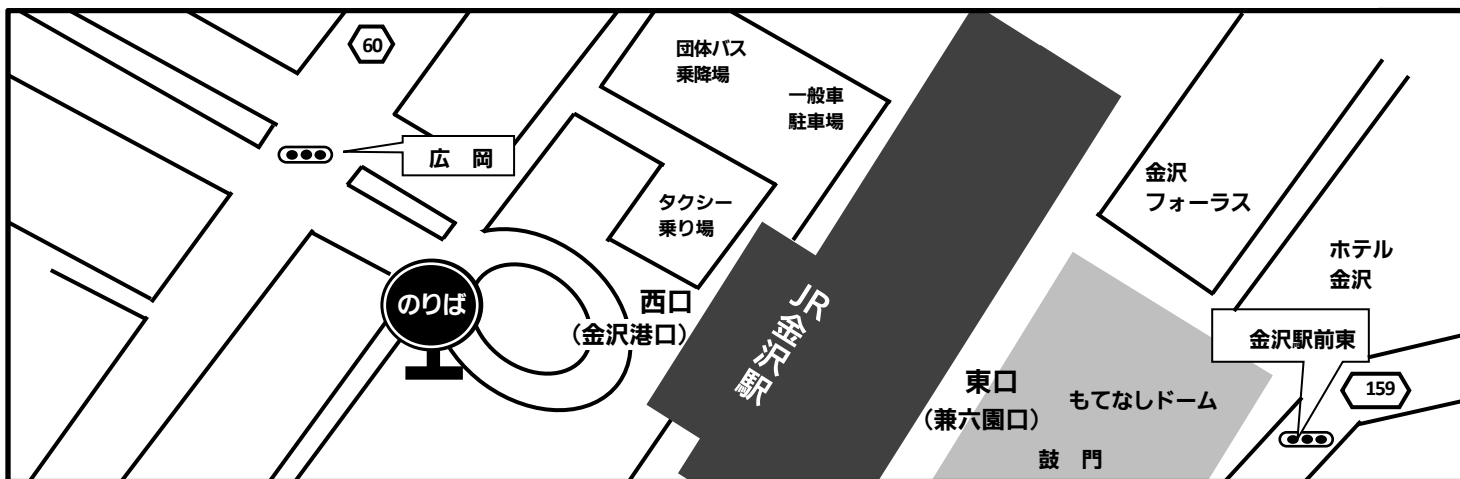 60
団体バス
乗降場
一般車
駐車場
広 岡
タクシー
乗り場
金沢
フォーラス
ホテル
金沢
のりば
西口
（金沢港口）
JR金沢駅
金沢駅前東
東口
（兼六園口）
もてなしドーム
159
鼓 門